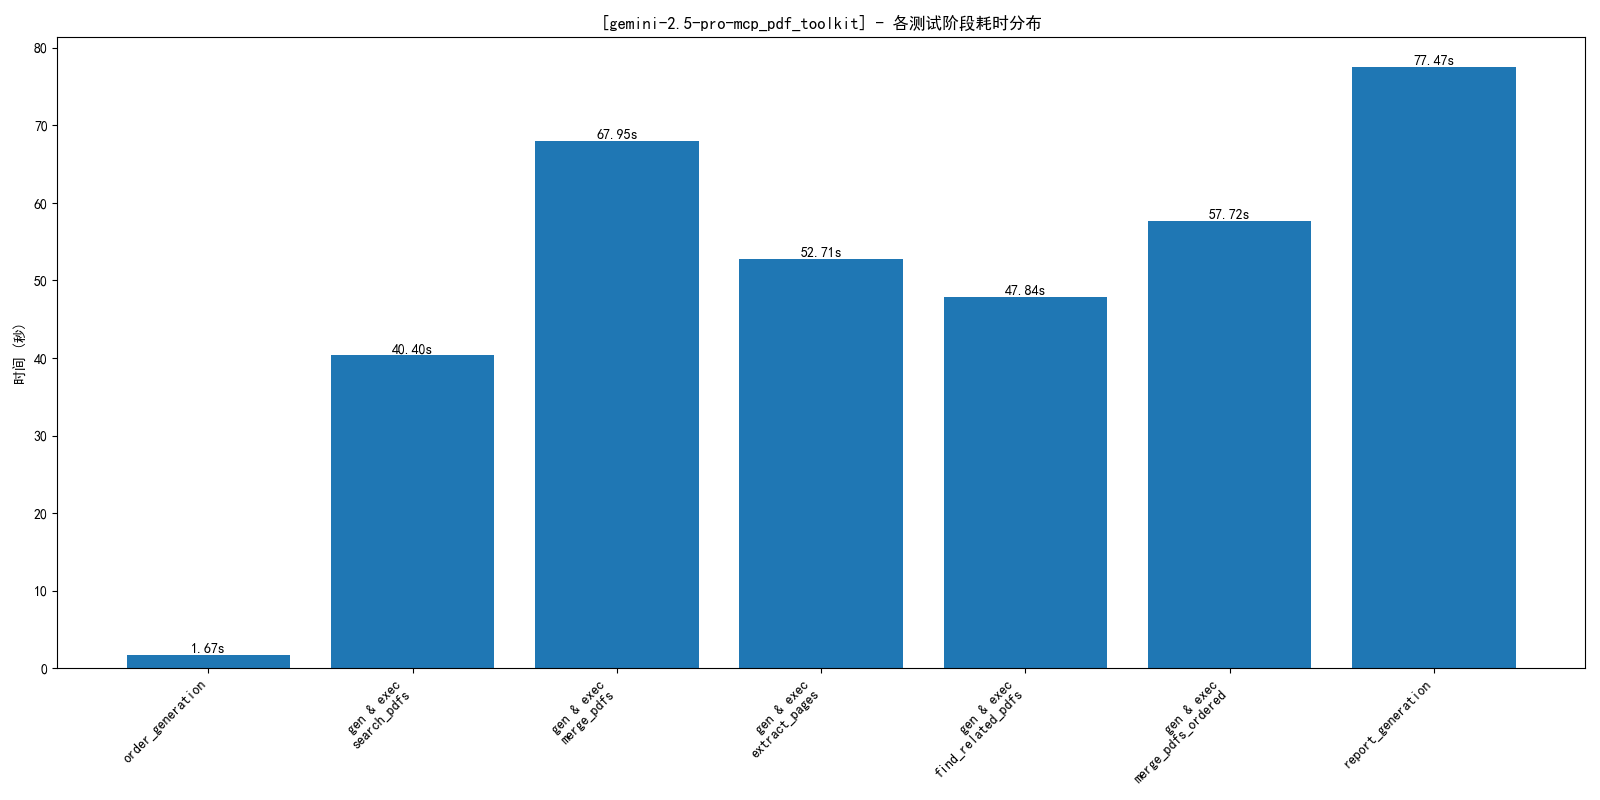 [gemini-2.5-pro-mcp_pdf_toolkit] - 各测试阶段耗时分布
时间 (秒)
80
70
60
50
40
30
20
10
0
1.67s
40.40s
67.95s
52.71s
47.84s
57.72s
77.47s
order_generation
gen & exec
search_pdfs
gen & exec
merge_pdfs
gen & exec
extract_pages
gen & exec
find_related_pdfs
gen & exec
merge_pdfs_ordered
report_generation